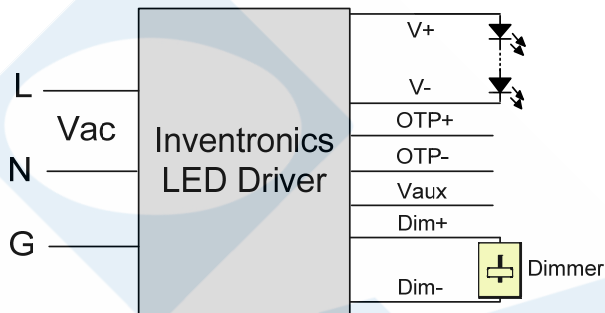 L
Vac
N
G
Inventronics
LED Driver
V+
V-
OTP+
OTP-
Vaux
Dim+
Dim-
Dimmer